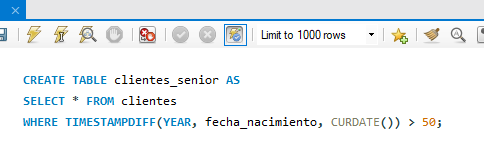 Limit to 1000 rows
CREATE TABLE clientes_senior AS
SELECT * FROM clientes
WHERE TIMESTAMPDIFF(YEAR, fecha_nacimiento, CURDATE()) > 50;